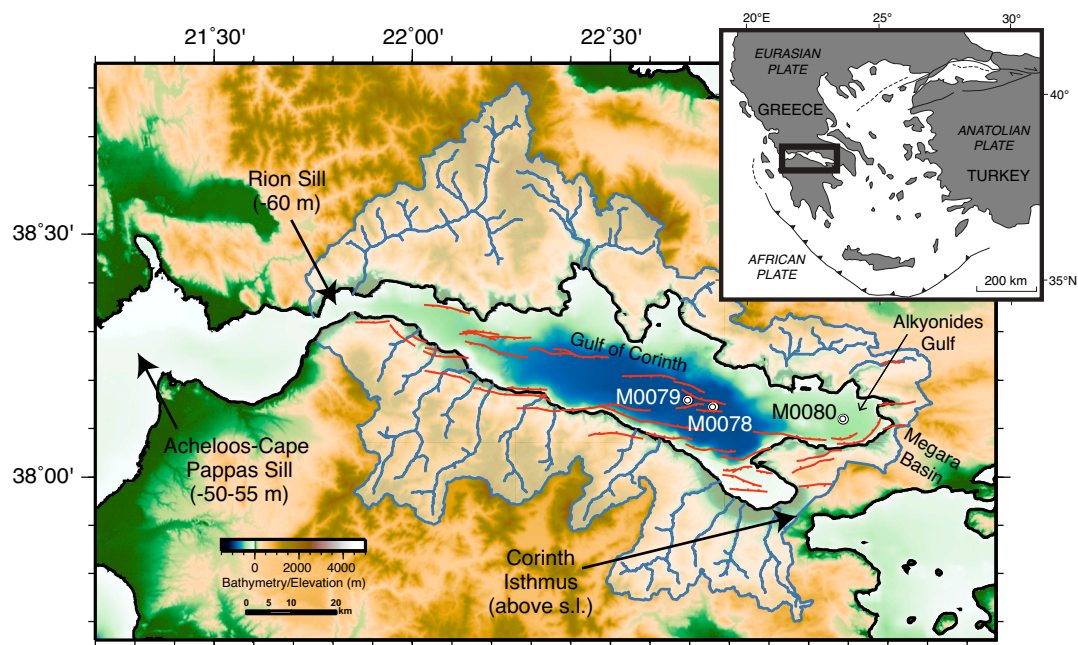 21˚30'
22˚00'
22˚30'
20°E
25°
30°
EURASIAN
PLATE
40°
GREECE
ANATOLIAN
PLATE
TURKEY
AFRICAN
PLATE
200 km
35°N
Rion Sill
(-60 m)
38˚30'
Alkyonides
Gulf
Gulf of Corinth
M0079
M0078
M0080
Megara
Basin
Acheloos-Cape
Pappas Sill
(-50-55 m)
38˚00'
0 2000 4000
Bathymetry/Elevation (m)
0 5 10 20
km
Corinth
Isthmus
(above s.l.)